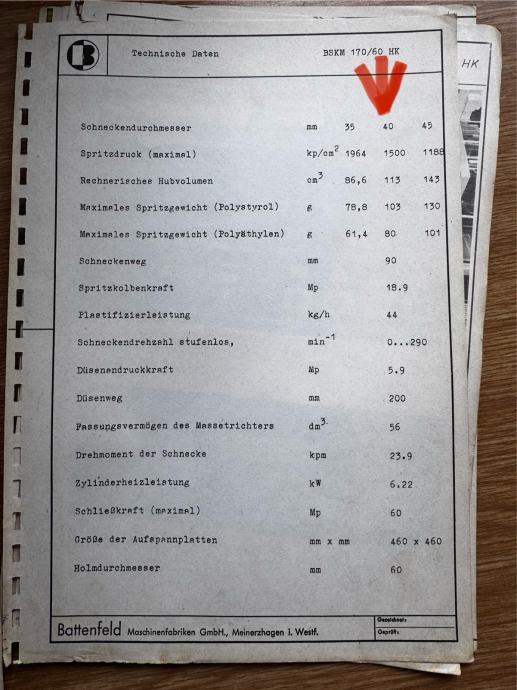 Technische Daten BSKM 170/60 HK
HK
Schneckendurchmesser mm 35 40 45
Spritzdruck (maximal) kp/cm² 1964 1500 1188
Rechnerisches Hubvolumen cm³ 86,6 113 143
Maximales Spritzgewicht (Polystyrol) g 78,8 103 130
Maximales Spritzgewicht (Polyäthylen) g 61,4 80 101
Schneckenweg mm 90
Spritzkolbenkraft Mp 18.9
Plastifizierleistung kg/h 44
Schneckendrehzahl stufenlos, min⁻¹ 0...290
Düsenandruckkraft Mp 5.9
Düsenweg mm 200
Fassungsvermögen des Massetrichters dm³ 56
Drehmoment der Schnecke kpm 23.9
Zylinderheizleistung kW 6.22
Schließkraft (maximal) Mp 60
Größe der Aufspannplatten mm x mm 460 x 460
Holmdurchmesser mm 60
Battenfeld Maschinenfabriken GmbH., Meinerzhagen i. Westf.
Gezeichnet:
Geprüft: